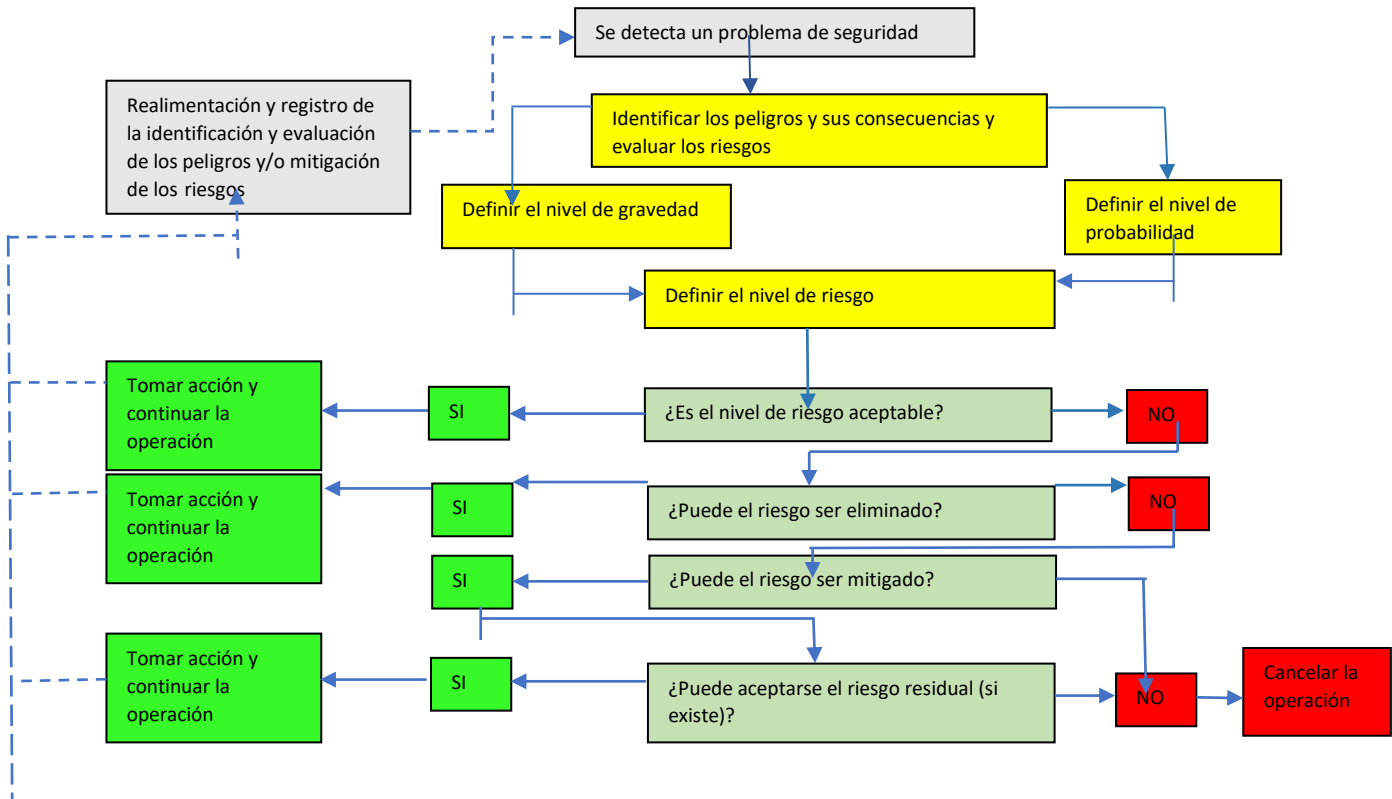 Se detecta un problema de seguridad
Realimentación y registro de
la identificación y evaluación
de los peligros y/o mitigación
de los riesgos
Identificar los peligros y sus consecuencias y
evaluar los riesgos
Definir el nivel de gravedad
Definir el nivel de
probabilidad
Definir el nivel de riesgo
Tomar acción y
continuar la
operación
SI
¿Es el nivel de riesgo aceptable?
NO
Tomar acción y
continuar la
operación
SI
¿Puede el riesgo ser eliminado?
NO
SI
¿Puede el riesgo ser mitigado?
Tomar acción y
continuar la
operación
SI
¿Puede aceptarse el riesgo residual (si
existe)?
NO
Cancelar la
operación